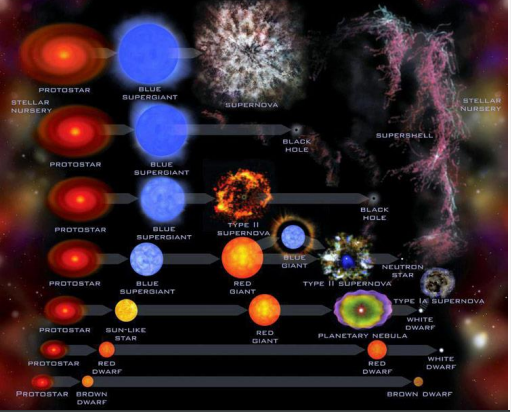 PROTOSTAR
BLUE
SUPERGIANT
SUPERNOVA
STELLAR
NURSERY
STELLAR
NURSERY
PROTOSTAR
BLUE
SUPERGIANT
BLACK
HOLE
SUPERSHELL
PROTOSTAR
BLUE
SUPERGIANT
TYPE II
SUPERNOVA
BLACK
HOLE
PROTOSTAR
BLUE
SUPERGIANT
RED
GIANT
BLUE
GIANT
TYPE II SUPERNOVA
NEUTRON
STAR
TYPE IA SUPERNOVA
PROTOSTAR
SUN-LIKE
STAR
RED
GIANT
PLANETARY NEBULA
WHITE
DWARF
PROTOSTAR
RED
DWARF
RED
DWARF
WHITE
DWARF
PROTOSTAR
BROWN
DWARF
BROWN DWARF